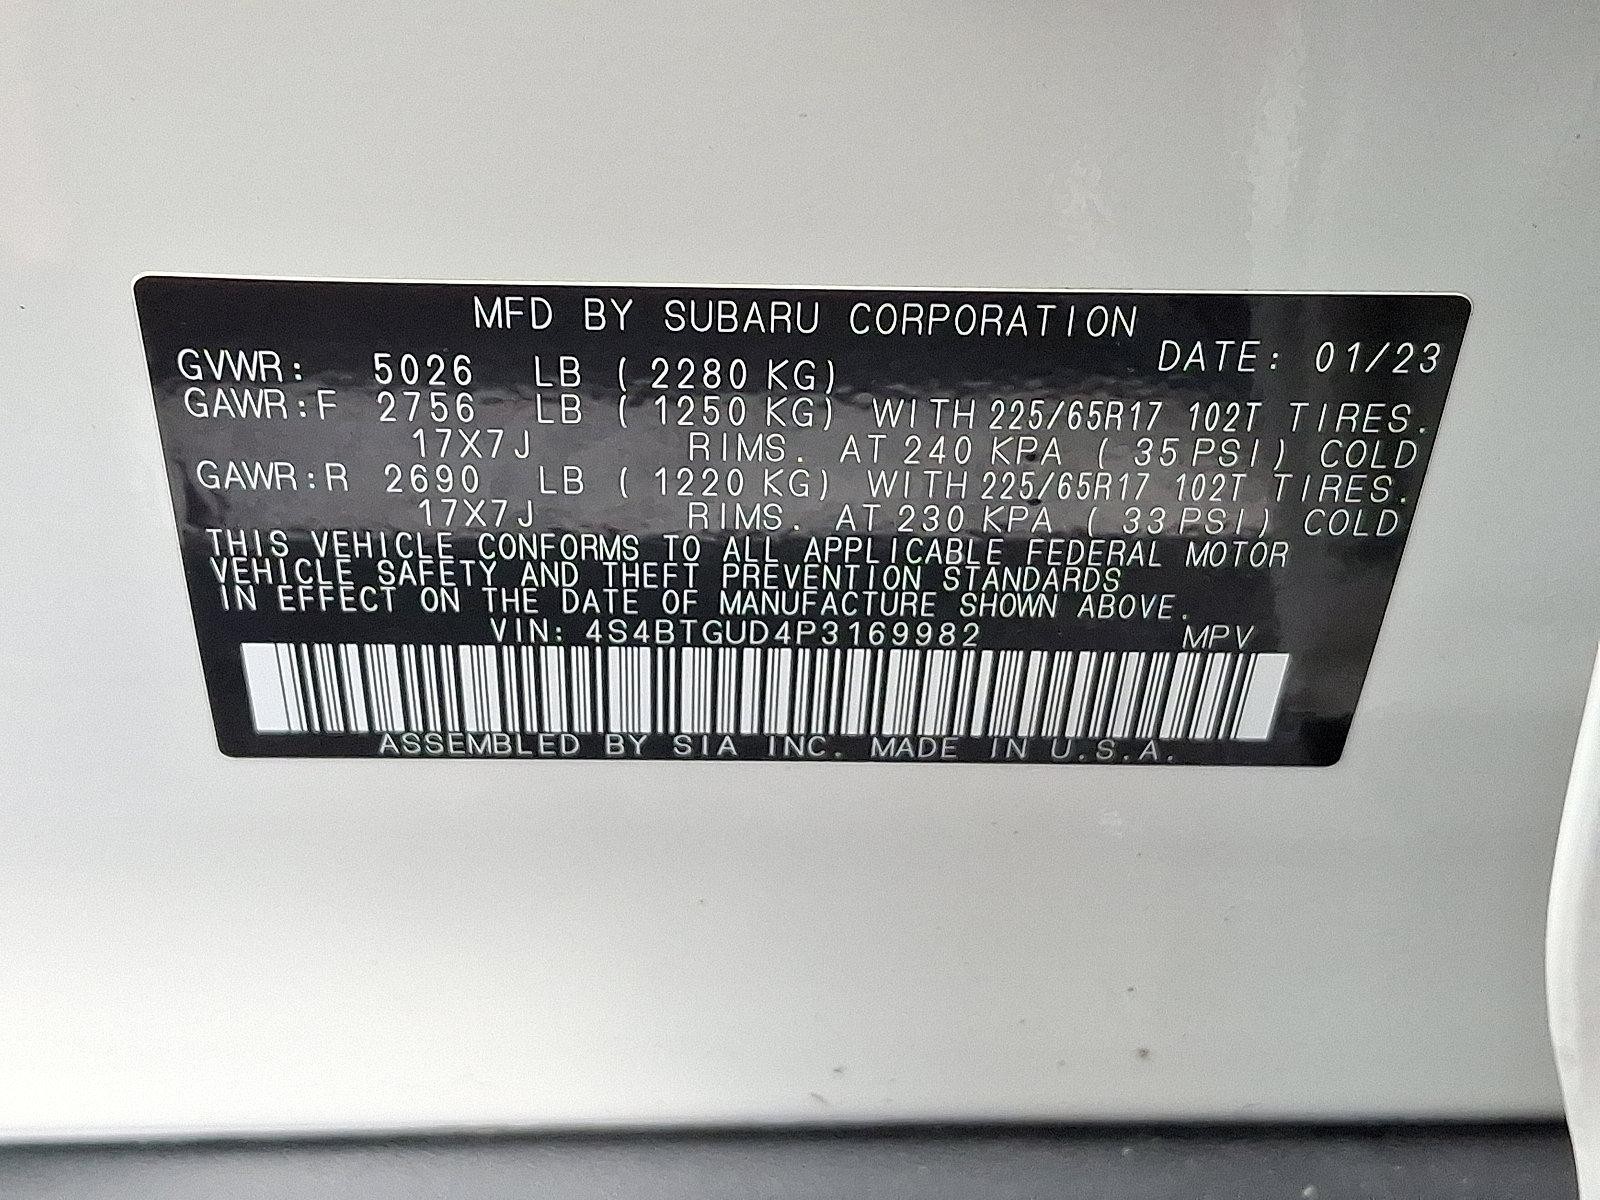 MFD BY SUBARU CORPORATION
DATE: 01/23
GVWR: 5026 LB ( 2280 KG)
GAWR:F 2756 LB ( 1250 KG) WITH 225/65R17 102T TIRES.
17X7J RIMS. AT 240 KPA ( 35 PSI) COLD
GAWR:R 2690 LB ( 1220 KG) WITH 225/65R17 102T TIRES.
17X7J RIMS. AT 230 KPA ( 33 PSI) COLD
THIS VEHICLE CONFORMS TO ALL APPLICABLE FEDERAL MOTOR
VEHICLE SAFETY AND THEFT PREVENTION STANDARDS
IN EFFECT ON THE DATE OF MANUFACTURE SHOWN ABOVE.
VIN: 4S4BTGUD4P3169982 MPV
ASSEMBLED BY SIA INC. MADE IN U.S.A.